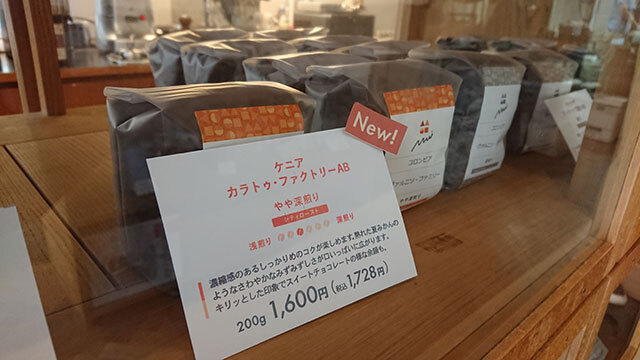 New!
ケニア
カラトゥ・ファクトリーAB
やや深煎り
シティロースト
浅煎り 深煎り
濃縮感のあるしっかりめのコクが楽しめます。熟れた夏みかんの
ようなさわやかなみずみずしさが口いっぱいに広がります。
キリッとした印象でスイートチョコレートの様な余韻も。
200g 1,600円(税込1,728円)
コロンビア